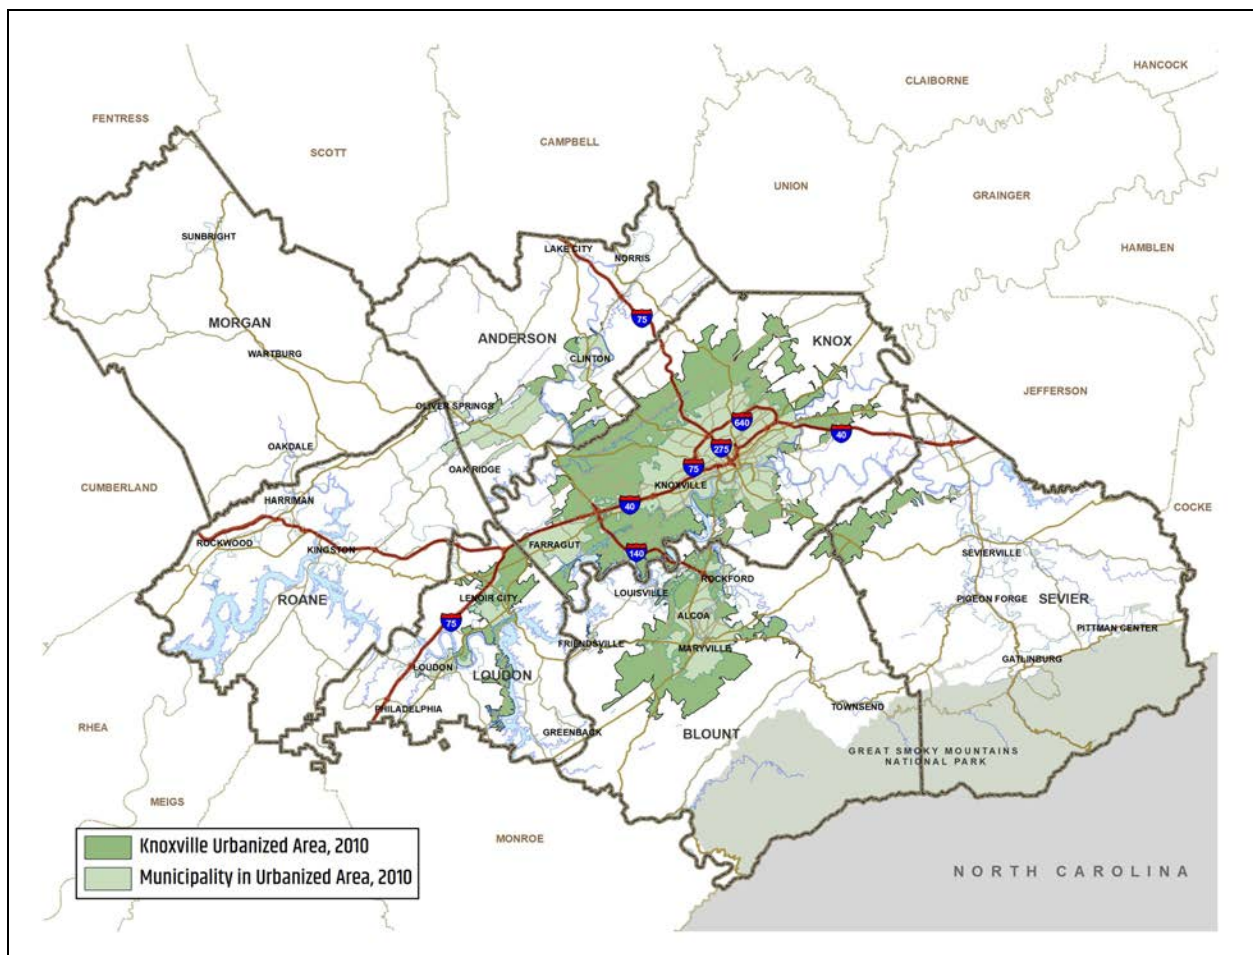 HANCOCK
CLAIBORNE
FENTRESS
CAMPBELL
SCOTT
UNION
GRAINGER
HAMBLEN
SUNBRIGHT
LAKE CITY
NORRIS
75
MORGAN
ANDERSON
KNOX
WARTBURG
CLINTON
JEFFERSON
OLIVER SPRINGS
640
40
OAKDALE
275
OAK RIDGE
75
CUMBERLAND
KNOXVILLE
HARRIMAN
40
COCKE
ROCKWOOD
KINGSTON
FARRAGUT
140
SEVIERVILLE
ROCKFORD
LOUISVILLE
ROANE
LENOIR CITY
PIGEON FORGE
SEVIER
75
ALCOA
PITTMAN CENTER
FRIENDSVILLE
MARYVILLE
GATLINBURG
LOUDON
LOUDON
PHILADELPHIA
TOWNSEND
RHEA
GREENBACK
BLOUNT
GREAT SMOKY MOUNTAINS
NATIONAL PARK
MEIGS
MONROE
Knoxville Urbanized Area, 2010
Municipality in Urbanized Area, 2010
NORTH CAROLINA